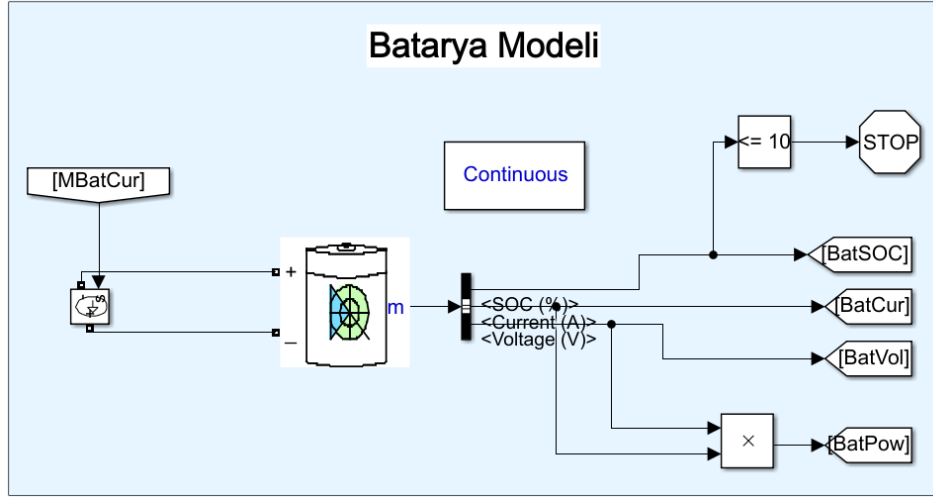 Batarya Modeli
<= 10
STOP
[MBatCur]
Continuous
[BatSOC]
+
m
<SOC (%)>
[BatCur]
<Current (A)>
<Voltage (V)>
–
[BatVol]
×
[BatPow]